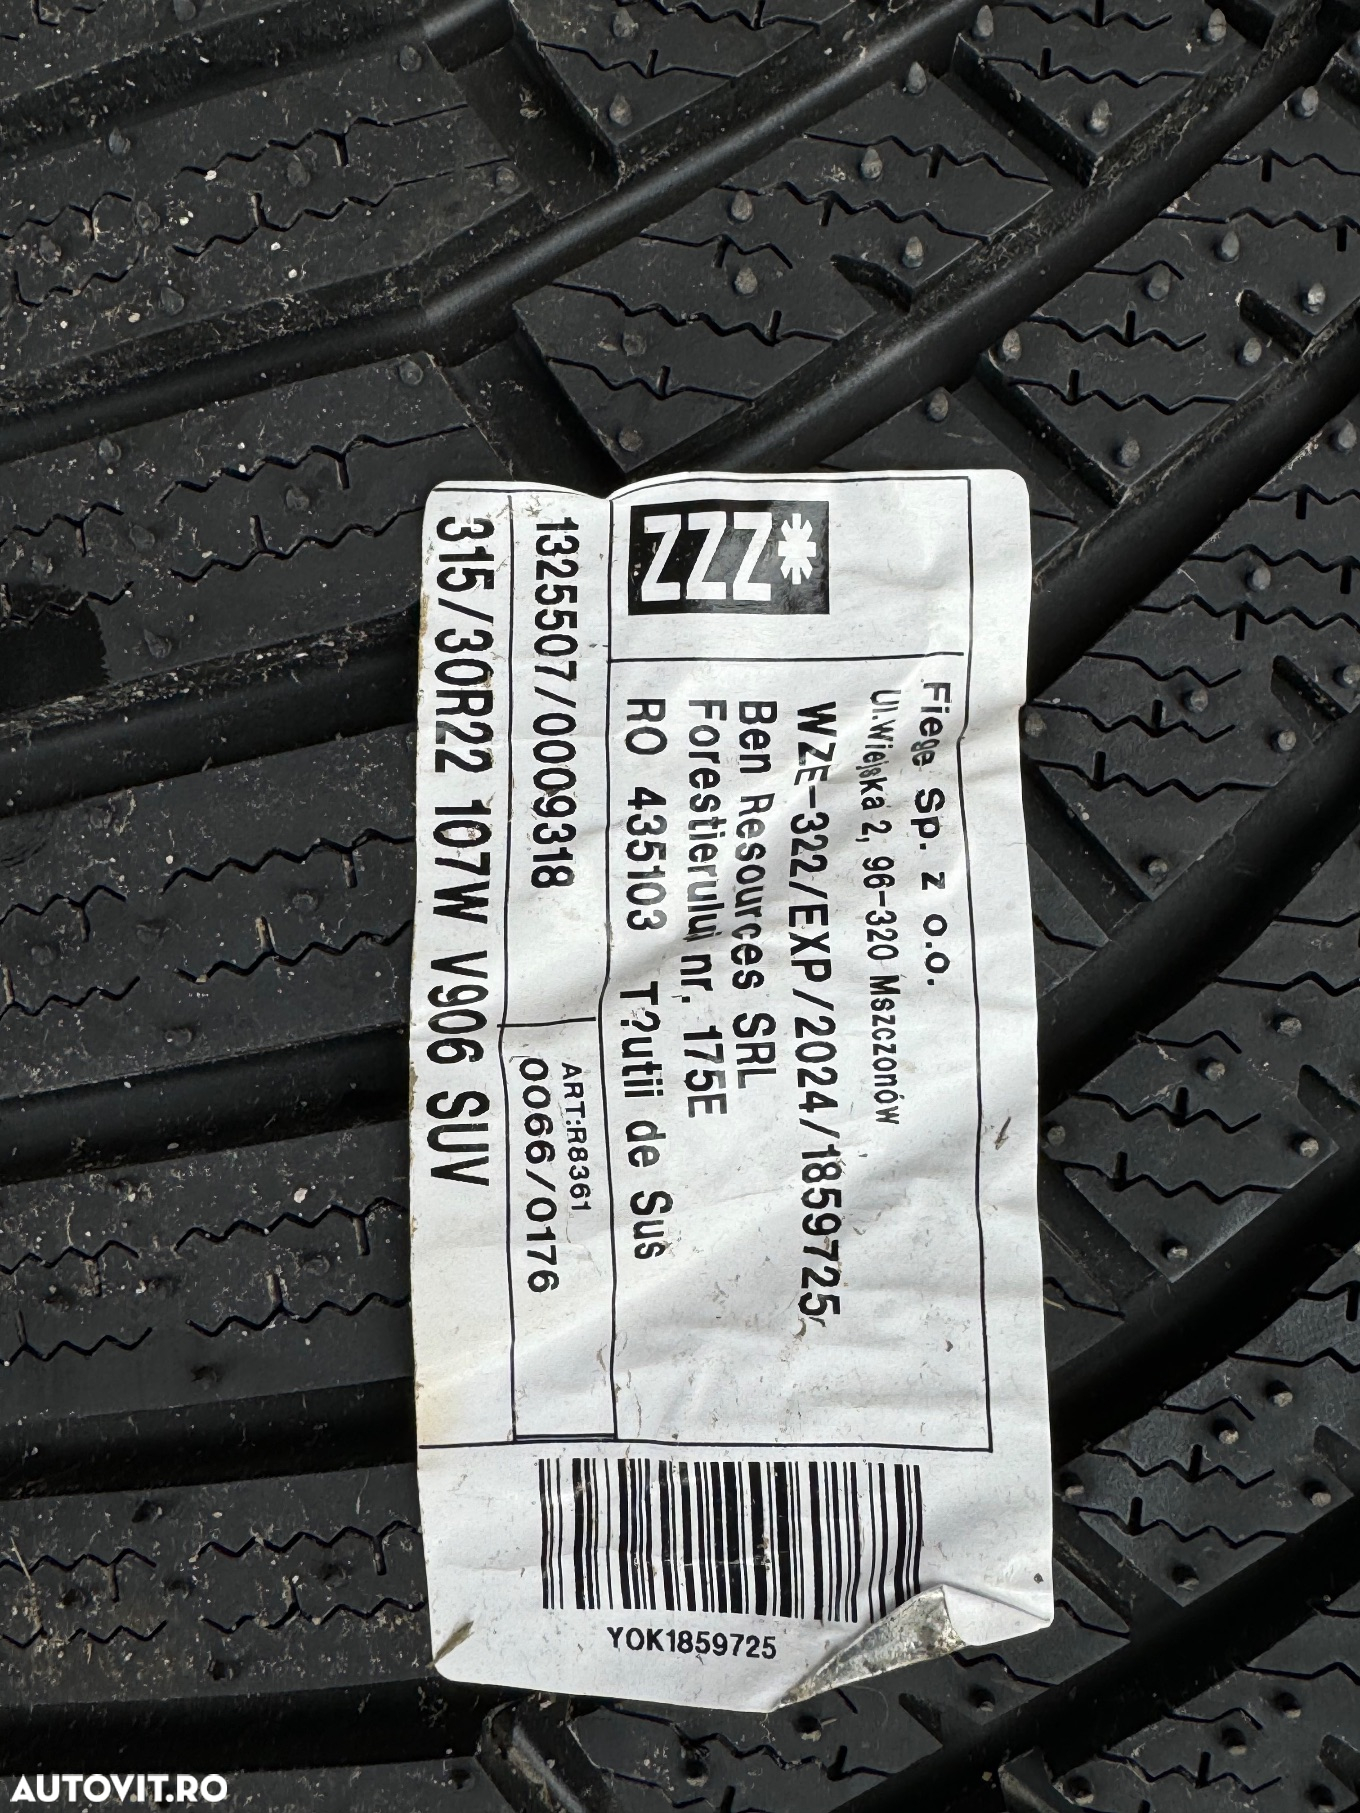 ZZZ*
Fiege Sp. z o.o.
Ul.Wiejska 2, 96-320 Mszczonów
WZE-322/EXP/2024/1859725
Ben Resources SRL
Forestierului nr. 175E
RO 435103 T?utii de Sus
1325507/0009318
ART:R8361
0066/0176
315/30R22 107W V906 SUV
YOK1859725
AUTOVIT.RO